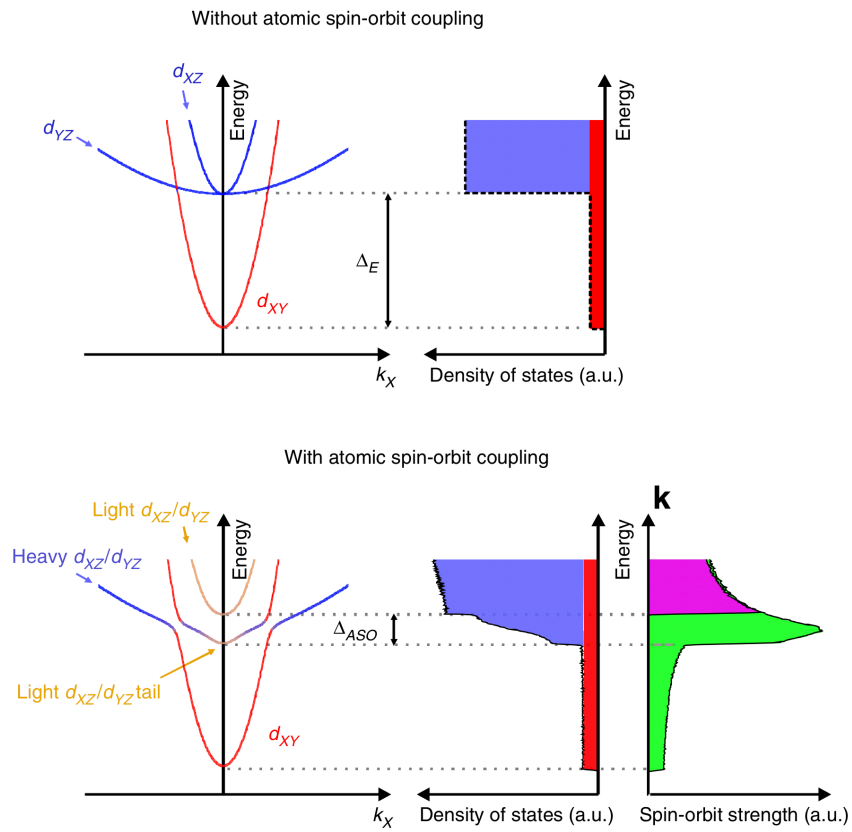 Without atomic spin-orbit coupling
d_XZ
d_YZ
Energy
Energy
Δ_E
d_XY
k_X
Density of states (a.u.)
With atomic spin-orbit coupling
k
Light d_XZ/d_YZ
Heavy d_XZ/d_YZ
Energy
Energy
Δ_ASO
Light d_XZ/d_YZ tail
d_XY
k_X
Density of states (a.u.)
Spin-orbit strength (a.u.)